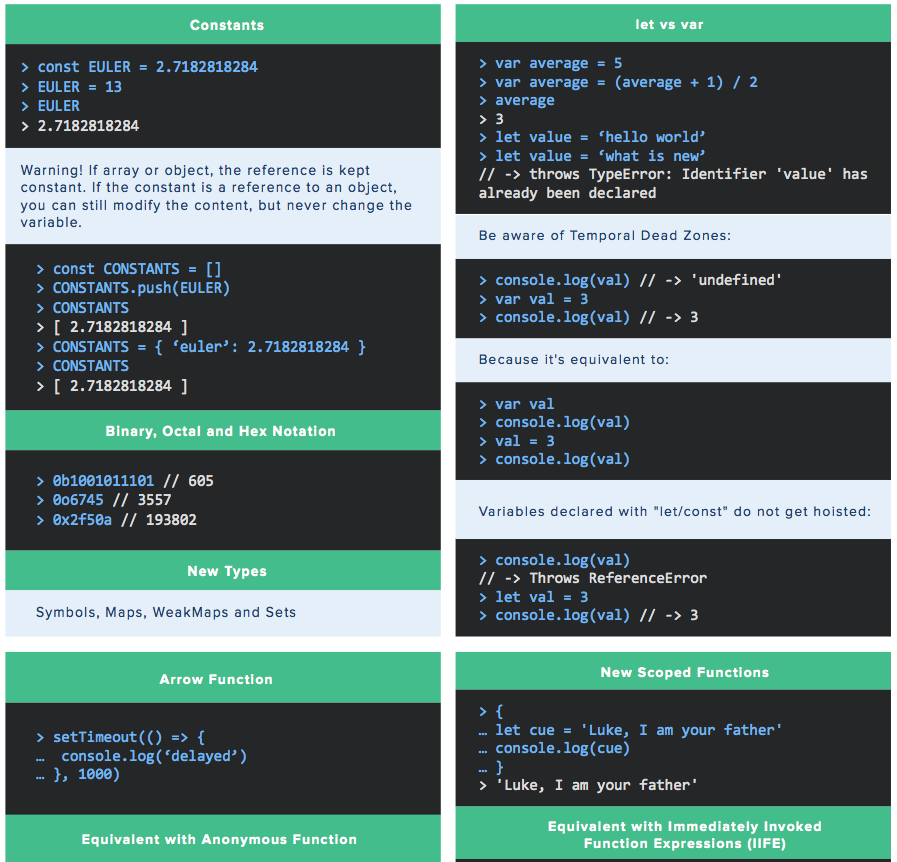 Constants
> const EULER = 2.7182818284
> EULER = 13
> EULER
> 2.7182818284
Warning! If array or object, the reference is kept
constant. If the constant is a reference to an object,
you can still modify the content, but never change the
variable.
> const CONSTANTS = []
> CONSTANTS.push(EULER)
> CONSTANTS
> [ 2.7182818284 ]
> CONSTANTS = { ‘euler’: 2.7182818284 }
> CONSTANTS
> [ 2.7182818284 ]
Binary, Octal and Hex Notation
> 0b1001011101 // 605
> 0o6745 // 3557
> 0x2f50a // 193802
New Types
Symbols, Maps, WeakMaps and Sets
let vs var
> var average = 5
> var average = (average + 1) / 2
> average
> 3
> let value = ‘hello world’
> let value = ‘what is new’
// -> throws TypeError: Identifier 'value' has
already been declared
Be aware of Temporal Dead Zones:
> console.log(val) // -> 'undefined'
> var val = 3
> console.log(val) // -> 3
Because it's equivalent to:
> var val
> console.log(val)
> val = 3
> console.log(val)
Variables declared with "let/const" do not get hoisted:
> console.log(val)
// -> Throws ReferenceError
> let val = 3
> console.log(val) // -> 3
Arrow Function
> setTimeout(() => {
… console.log(‘delayed’)
… }, 1000)
Equivalent with Anonymous Function
New Scoped Functions
> {
… let cue = 'Luke, I am your father'
… console.log(cue)
… }
> 'Luke, I am your father'
Equivalent with Immediately Invoked
Function Expressions (IIFE)